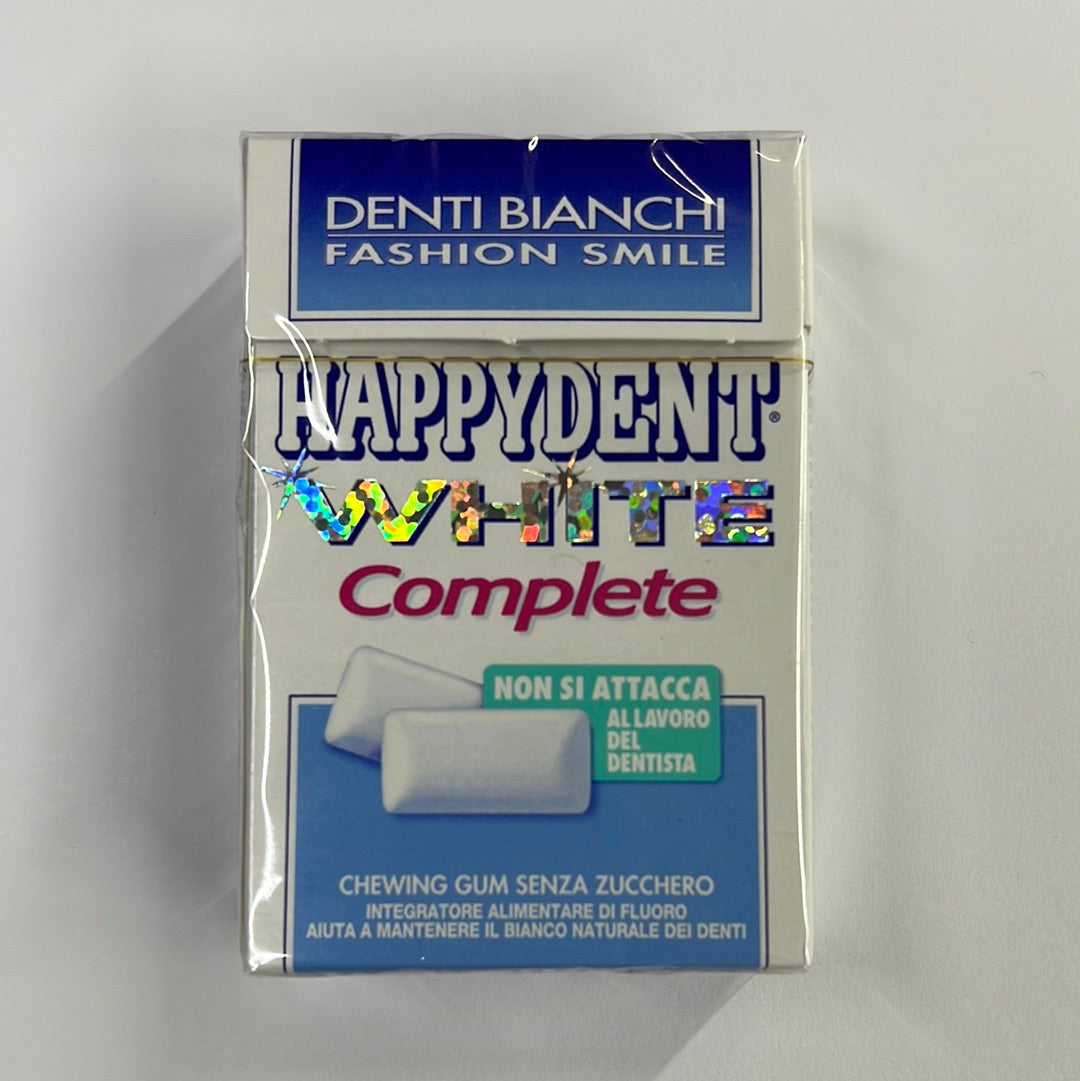 DENTI BIANCHI
FASHION SMILE
HAPPYDENT®
WHITE
Complete
NON SI ATTACCA
AL LAVORO
DEL
DENTISTA
CHEWING GUM SENZA ZUCCHERO
INTEGRATORE ALIMENTARE DI FLUORO
AIUTA A MANTENERE IL BIANCO NATURALE DEI DENTI